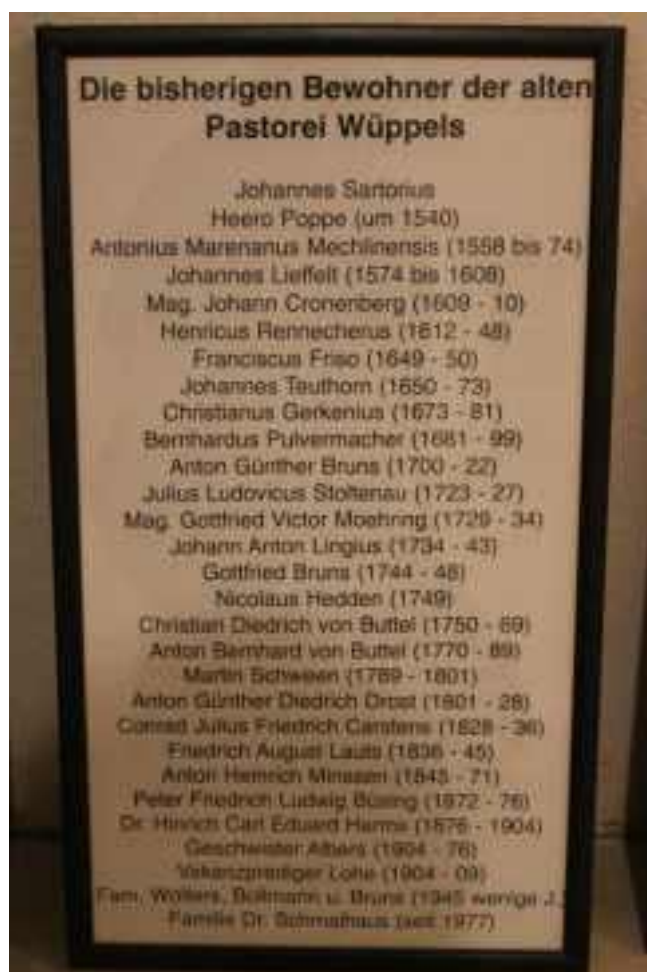 Die bisherigen Bewohner der alten
Pastorei Wüppels
Johannes Sartorius
Heero Poppe (um 1540)
Antonius Marenanus Mechlinensis (1558 bis 74)
Johannes Lieffelt (1574 bis 1608)
Mag. Johann Cronenberg (1609 - 10)
Henricus Rennecherus (1612 - 48)
Franciscus Friso (1649 - 50)
Johannes Teuthorn (1650 - 73)
Christianus Gerkenius (1673 - 81)
Bernhardus Pulvermacher (1681 - 99)
Anton Günther Bruns (1700 - 22)
Julius Ludovicus Stoltenau (1723 - 27)
Mag. Gottfried Victor Moehring (1729 - 34)
Johann Anton Lingius (1734 - 43)
Gottfried Bruns (1744 - 48)
Nicolaus Hedden (1749)
Christian Diedrich von Buttel (1750 - 69)
Anton Bernhard von Buttel (1770 - 89)
Martin Schween (1789 - 1801)
Anton Günther Diedrich Drost (1801 - 28)
Conrad Julius Friedrich Carstens (1828 - 36)
Friedrich August Lauts (1836 - 45)
Anton Heinrich Minssen (1845 - 71)
Peter Friedrich Ludwig Büsing (1872 - 76)
Dr. Hinrich Carl Eduard Harms (1876 - 1904)
Geschwister Albers (1904 - 76)
Vakanzprediger Lohe (1904 - 09)
Fam. Wolters, Bollmann u. Bruns (1945 wenige J.)
Familie Dr. Schmalhaus (seit 1977)